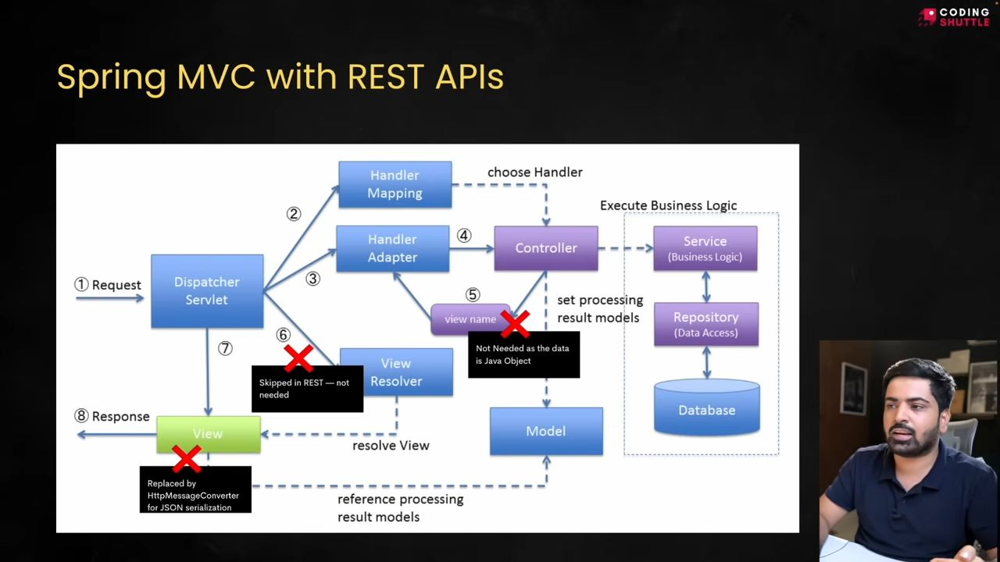 CODING
SHUTTLE
Spring MVC with REST APIs
Handler
Mapping
choose Handler
Execute Business Logic
②
Handler
Adapter
④
Controller
Service
(Business Logic)
① Request
Dispatcher
Servlet
③
⑤
view name
set processing
result models
Repository
(Data Access)
⑥
⑦
Not Needed as the data
is Java Object
View
Resolver
Skipped in REST — not
needed
⑧ Response
View
resolve View
Model
Database
Replaced by
HttpMessageConverter
for JSON serialization
reference processing
result models